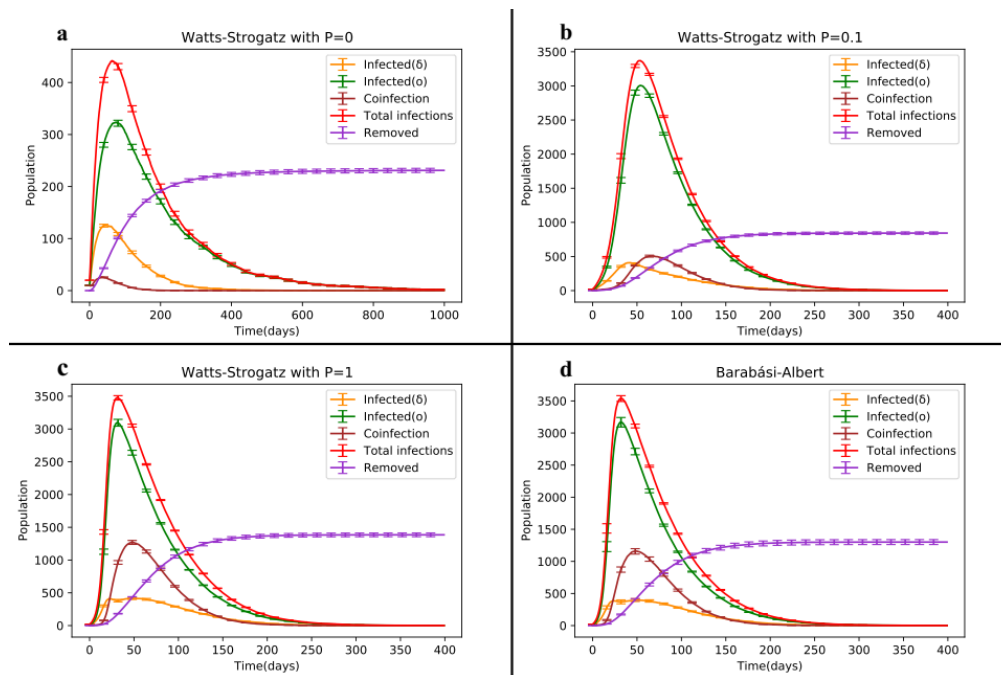 a
Watts-Strogatz with P=0
Population
400
300
200
100
0
Infected(δ)
Infected(o)
Coinfection
Total infections
Removed
0 200 400 600 800 1000
Time(days)
b
Watts-Strogatz with P=0.1
Population
3500
3000
2500
2000
1500
1000
500
0
Infected(δ)
Infected(o)
Coinfection
Total infections
Removed
0 50 100 150 200 250 300 350 400
Time(days)
c
Watts-Strogatz with P=1
Population
3500
3000
2500
2000
1500
1000
500
0
Infected(δ)
Infected(o)
Coinfection
Total infections
Removed
0 50 100 150 200 250 300 350 400
Time(days)
d
Barabási-Albert
Population
3500
3000
2500
2000
1500
1000
500
0
Infected(δ)
Infected(o)
Coinfection
Total infections
Removed
0 50 100 150 200 250 300 350 400
Time(days)